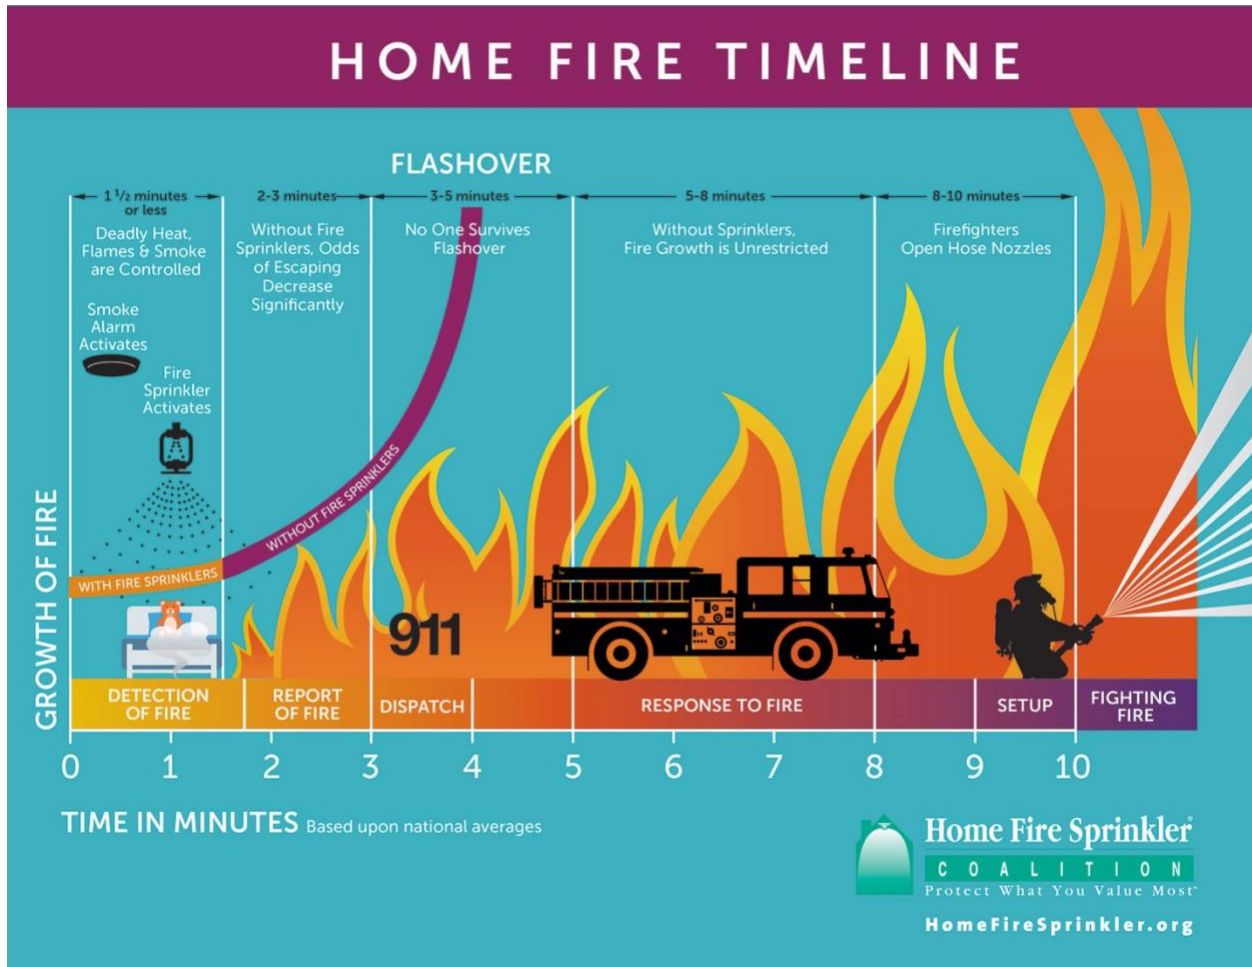 HOME FIRE TIMELINE
FLASHOVER
1 1/2 minutes
or less
Deadly Heat,
Flames & Smoke
are Controlled
Smoke
Alarm
Activates
Fire
Sprinkler
Activates
2-3 minutes
Without Fire
Sprinklers, Odds
of Escaping
Decrease
Significantly
3-5 minutes
No One Survives
Flashover
5-8 minutes
Without Sprinklers,
Fire Growth is Unrestricted
8-10 minutes
Firefighters
Open Hose Nozzles
WITH FIRE SPRINKLERS
WITHOUT FIRE SPRINKLERS
911
GROWTH OF FIRE
DETECTION
OF FIRE
REPORT
OF FIRE
DISPATCH
RESPONSE TO FIRE
SETUP
FIGHTING
FIRE
0 1 2 3 4 5 6 7 8 9 10
TIME IN MINUTES Based upon national averages
Home Fire Sprinkler®
COALITION
Protect What You Value Most™
HomeFireSprinkler.org